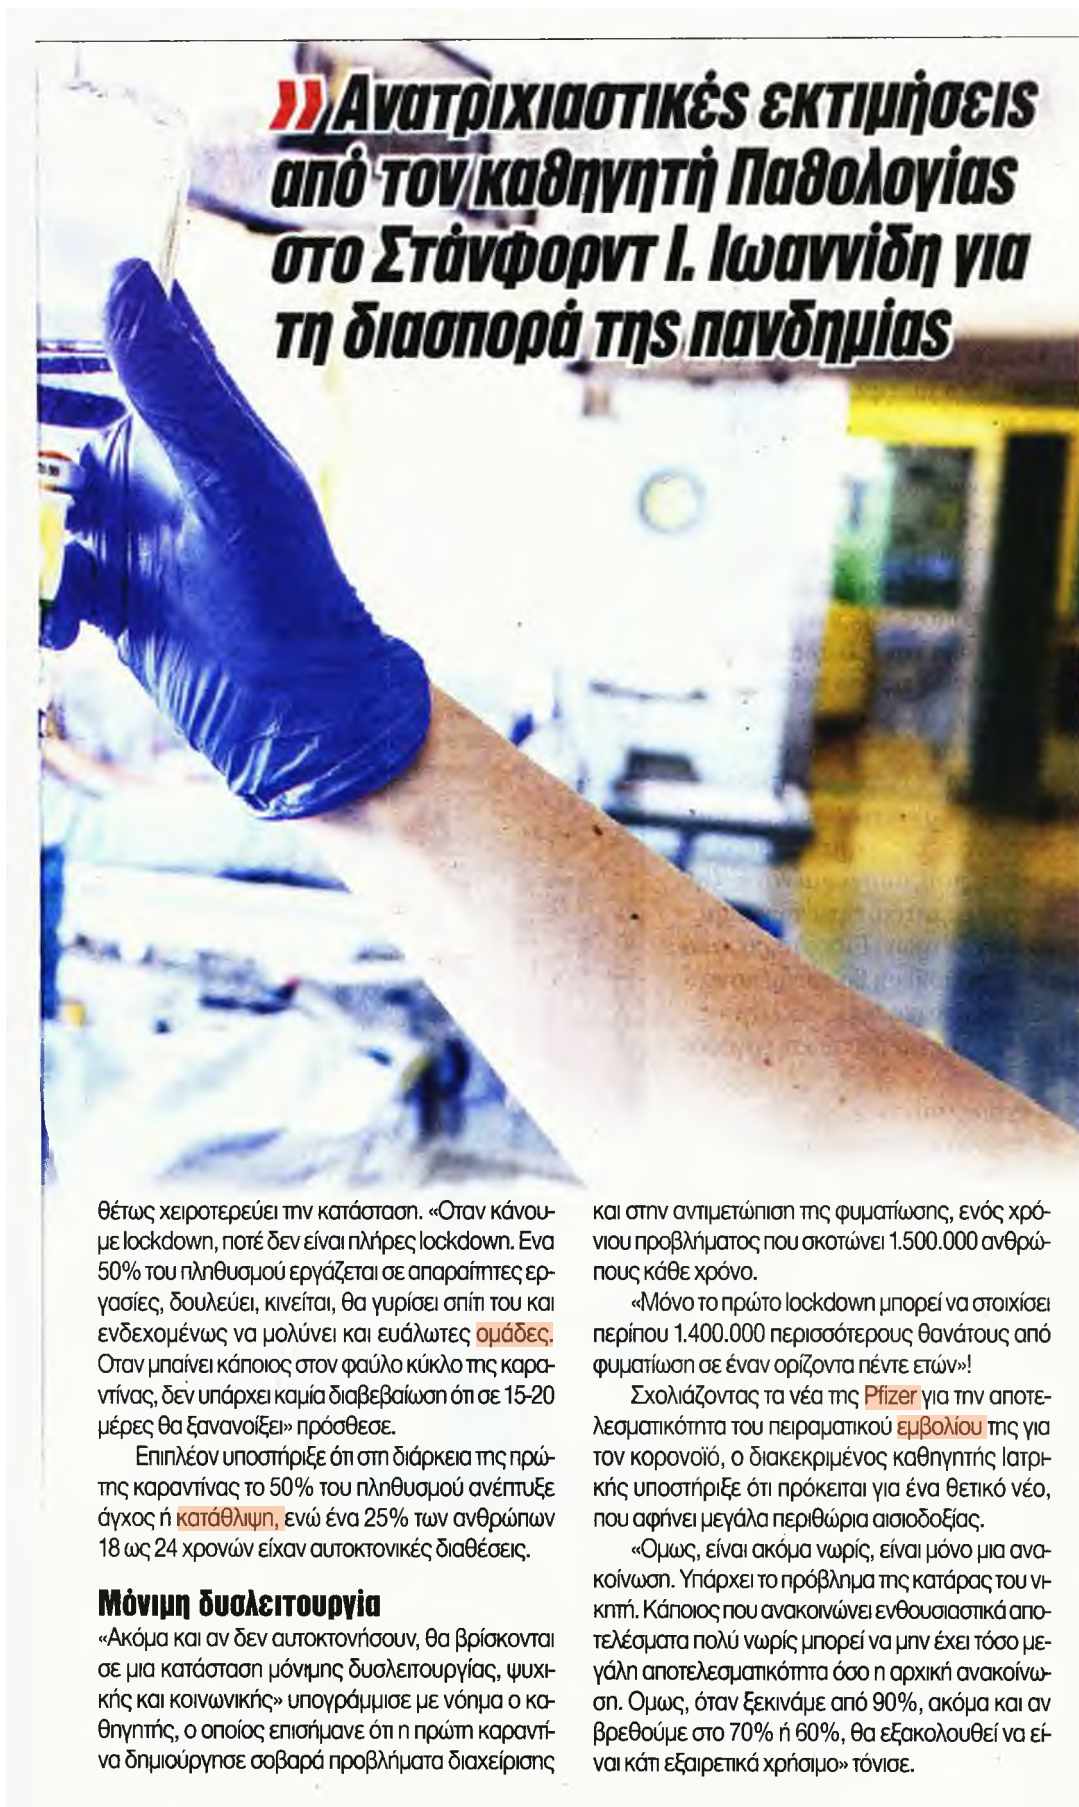 » Ανατριχιαστικές εκτιμήσεις
από τον καθηγητή Παθολογίας
στο Στάνφορντ Ι. Ιωαννίδη για
τη διασπορά της πανδημίας
θέτως χειροτερεύει την κατάσταση. «Οταν κάνου-
με lockdown, ποτέ δεν είναι πλήρες lockdown. Ενα
50% του πληθυσμού εργάζεται σε απαραίτητες ερ-
γασίες, δουλεύει, κινείται, θα γυρίσει σπίτι του και
ενδεχομένως να μολύνει και ευάλωτες ομάδες.
Οταν μπαίνει κάποιος στον φαύλο κύκλο της καρα-
ντίνας, δεν υπάρχει καμία διαβεβαίωση ότι σε 15-20
μέρες θα ξανανοίξει» πρόσθεσε.
Επιπλέον υποστήριξε ότι στη διάρκεια της πρώ-
της καραντίνας το 50% του πληθυσμού ανέπτυξε
άγχος ή κατάθλιψη, ενώ ένα 25% των ανθρώπων
18 ως 24 χρονών είχαν αυτοκτονικές διαθέσεις.
Μόνιμη δυσλειτουργία
«Ακόμα και αν δεν αυτοκτονήσουν, θα βρίσκονται
σε μια κατάσταση μόνιμης δυσλειτουργίας, ψυχι-
κής και κοινωνικής» υπογράμμισε με νόημα ο κα-
θηγητής, ο οποίος επισήμανε ότι η πρώτη καραντί-
να δημιούργησε σοβαρά προβλήματα διαχείρισης
και στην αντιμετώπιση της φυματίωσης, ενός χρό-
νιου προβλήματος που σκοτώνει 1.500.000 ανθρώ-
πους κάθε χρόνο.
«Μόνο το πρώτο lockdown μπορεί να στοιχίσει
περίπου 1.400.000 περισσότερους θανάτους από
φυματίωση σε έναν ορίζοντα πέντε ετών»!
Σχολιάζοντας τα νέα της Pfizer για την αποτε-
λεσματικότητα του πειραματικού εμβολίου της για
τον κορονοϊό, ο διακεκριμένος καθηγητής Ιατρι-
κής υποστήριξε ότι πρόκειται για ένα θετικό νέο,
που αφήνει μεγάλα περιθώρια αισιοδοξίας.
«Ομως, είναι ακόμα νωρίς, είναι μόνο μια ανα-
κοίνωση. Υπάρχει το πρόβλημα της κατάρας του νι-
κητή. Κάποιος που ανακοινώνει ενθουσιαστικά απο-
τελέσματα πολύ νωρίς μπορεί να μην έχει τόσο με-
γάλη αποτελεσματικότητα όσο η αρχική ανακοίνω-
ση. Ομως, όταν ξεκινάμε από 90%, ακόμα και αν
βρεθούμε στο 70% ή 60%, θα εξακολουθεί να εί-
ναι κάτι εξαιρετικά χρήσιμο» τόνισε.